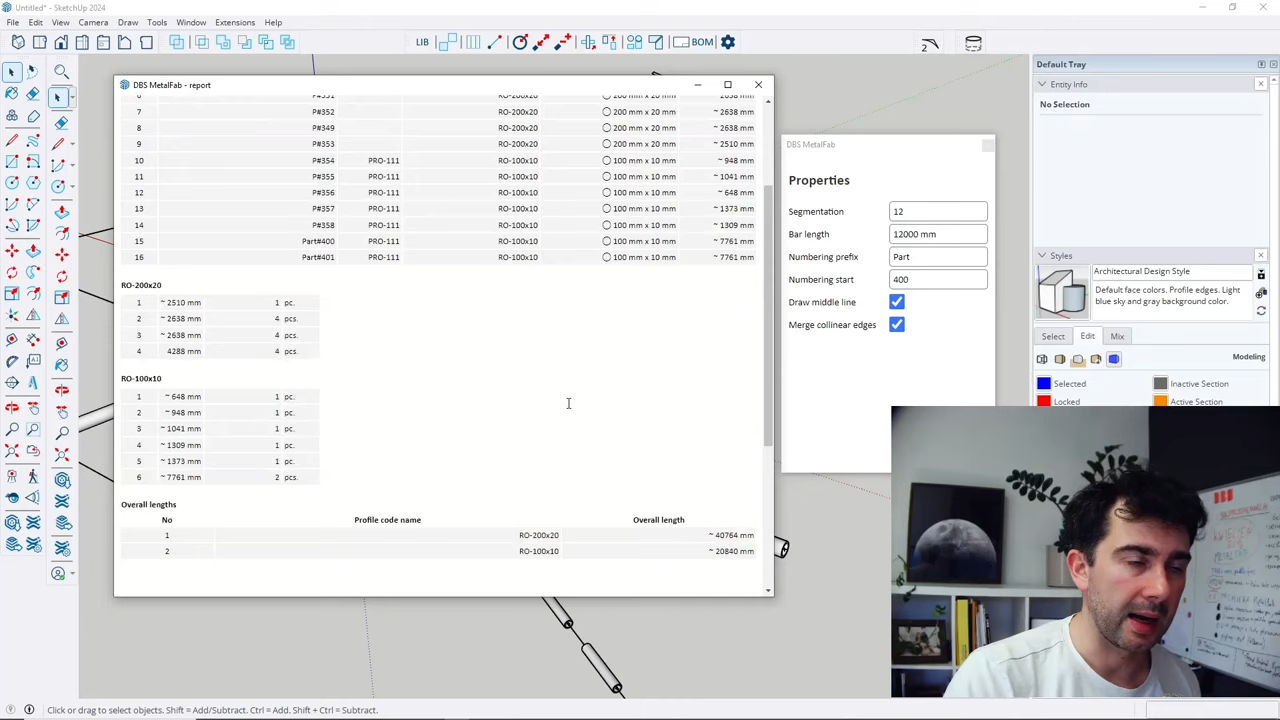 Untitled* - SketchUp 2024
File Edit View Camera Draw Tools Window Extensions Help
LIB BOM 2
DBS MetalFab - report
6 P#351 RO-200x20 200 mm x 20 mm ~ 2638 mm
7 P#352 RO-200x20 200 mm x 20 mm ~ 2638 mm
8 P#349 RO-200x20 200 mm x 20 mm ~ 2638 mm
9 P#353 RO-200x20 200 mm x 20 mm ~ 2510 mm
10 P#354 PRO-111 RO-100x10 100 mm x 10 mm ~ 948 mm
11 P#355 PRO-111 RO-100x10 100 mm x 10 mm ~ 1041 mm
12 P#356 PRO-111 RO-100x10 100 mm x 10 mm ~ 648 mm
13 P#357 PRO-111 RO-100x10 100 mm x 10 mm ~ 1373 mm
14 P#358 PRO-111 RO-100x10 100 mm x 10 mm ~ 1309 mm
15 Part#400 PRO-111 RO-100x10 100 mm x 10 mm ~ 7761 mm
16 Part#401 PRO-111 RO-100x10 100 mm x 10 mm ~ 7761 mm
RO-200x20
1 ~ 2510 mm 1 pc.
2 ~ 2638 mm 4 pcs.
3 ~ 2638 mm 4 pcs.
4 4288 mm 4 pcs.
RO-100x10
1 ~ 648 mm 1 pc.
2 ~ 948 mm 1 pc.
3 ~ 1041 mm 1 pc.
4 ~ 1309 mm 1 pc.
5 ~ 1373 mm 1 pc.
6 ~ 7761 mm 2 pcs.
Overall lengths
No Profile code name Overall length
1 RO-200x20 ~ 40764 mm
2 RO-100x10 ~ 20840 mm
DBS MetalFab
Properties
Segmentation 12
Bar length 12000 mm
Numbering prefix Part
Numbering start 400
Draw middle line
Merge collinear edges
Default Tray
Entity Info
No Selection
Styles
Architectural Design Style
Default face colors. Profile edges. Light
blue sky and gray background color.
Select Edit Mix
Modeling
Selected Inactive Section
Locked Active Section
Click or drag to select objects. Shift = Add/Subtract. Ctrl = Add. Shift + Ctrl = Subtract.